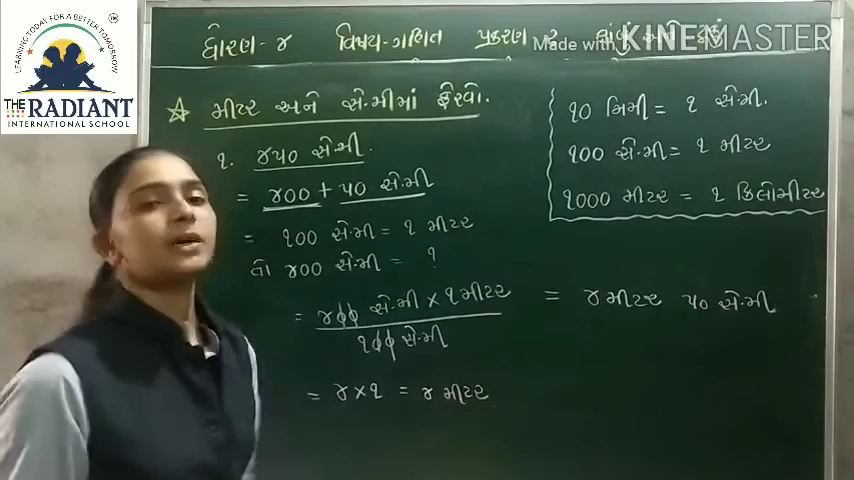 LEARNING TODAY FOR A BETTER TOMORROW
THE RADIANT
INTERNATIONAL SCHOOL
ધોરણ - ૪ વિષય - ગણિત પ્રકરણ
Made with KINEMASTER
☆ મીટર અને સે.મીમાં ફેરવો.
૧. ૪૫૦ સે.મી.
= ૪૦૦ + ૫૦ સે.મી
= ૧૦૦ સે.મી = ૧ મીટર
તો ૪૦૦ સે.મી = ?
= ૪૦૦ સે.મી × ૧ મીટર
૧૦૦ સે.મી
= ૪ × ૧ = ૪ મીટર
= ૪ મીટર ૫૦ સે.મી
૧૦ મિમી = ૧ સે.મી.
૧૦૦ સે.મી = ૧ મીટર
૧૦૦૦ મીટર = ૧ કિલોમીટર